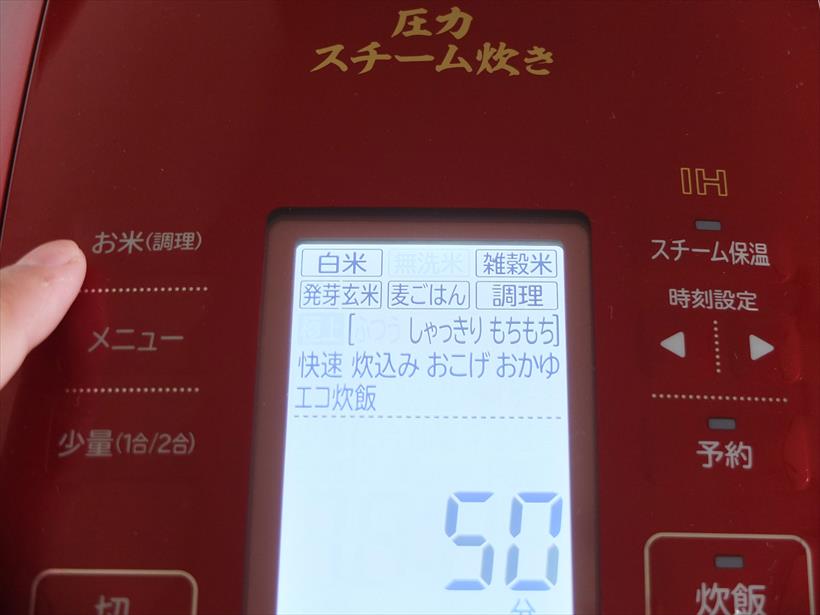 圧力
スチーム炊き
IH
お米(調理)
メニュー
少量(1合/2合)
切
白米 無洗米 雑穀米
発芽玄米 麦ごはん 調理
極上 [ふつう しゃっきり もちもち]
快速 炊込み おこげ おかゆ
エコ炊飯
50
分
スチーム保温
時刻設定
予約
炊飯